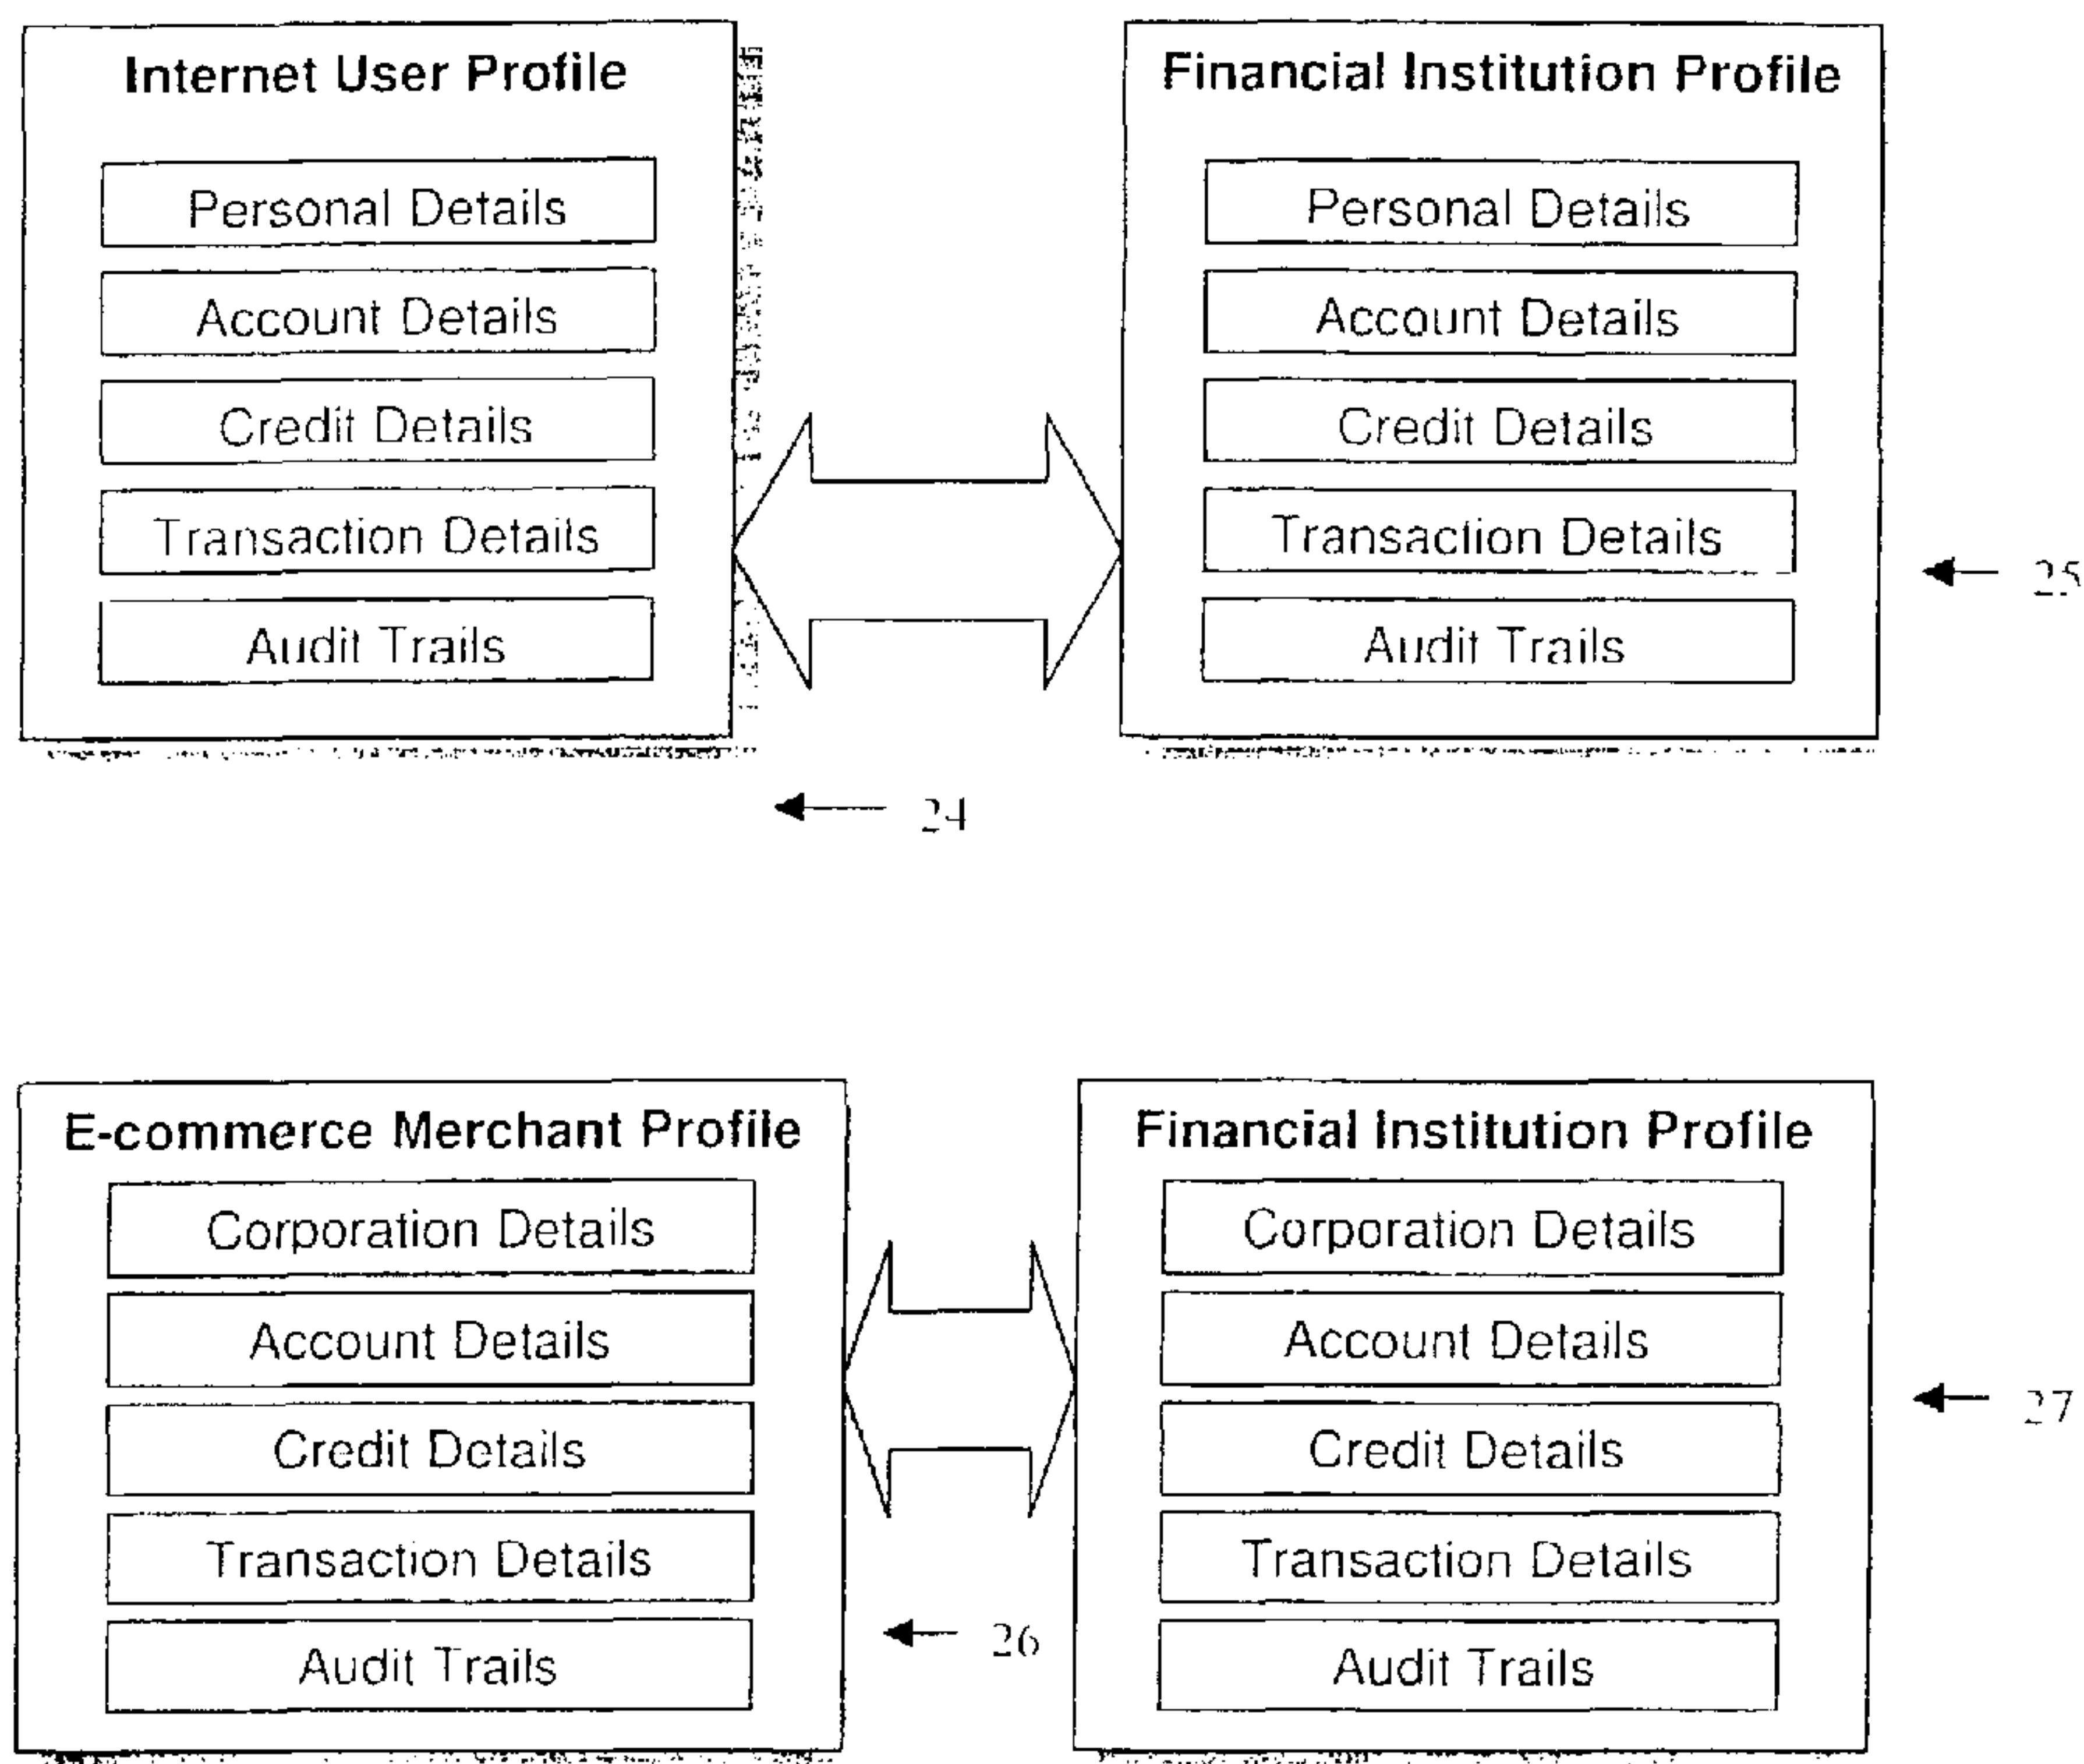 Internet User Profile
Personal Details
Account Details
Credit Details
Transaction Details
Audit Trails
Financial Institution Profile
Personal Details
Account Details
Credit Details
Transaction Details
Audit Trails
25
24
E-commerce Merchant Profile
Corporation Details
Account Details
Credit Details
Transaction Details
Audit Trails
26
Financial Institution Profile
Corporation Details
Account Details
Credit Details
Transaction Details
Audit Trails
27